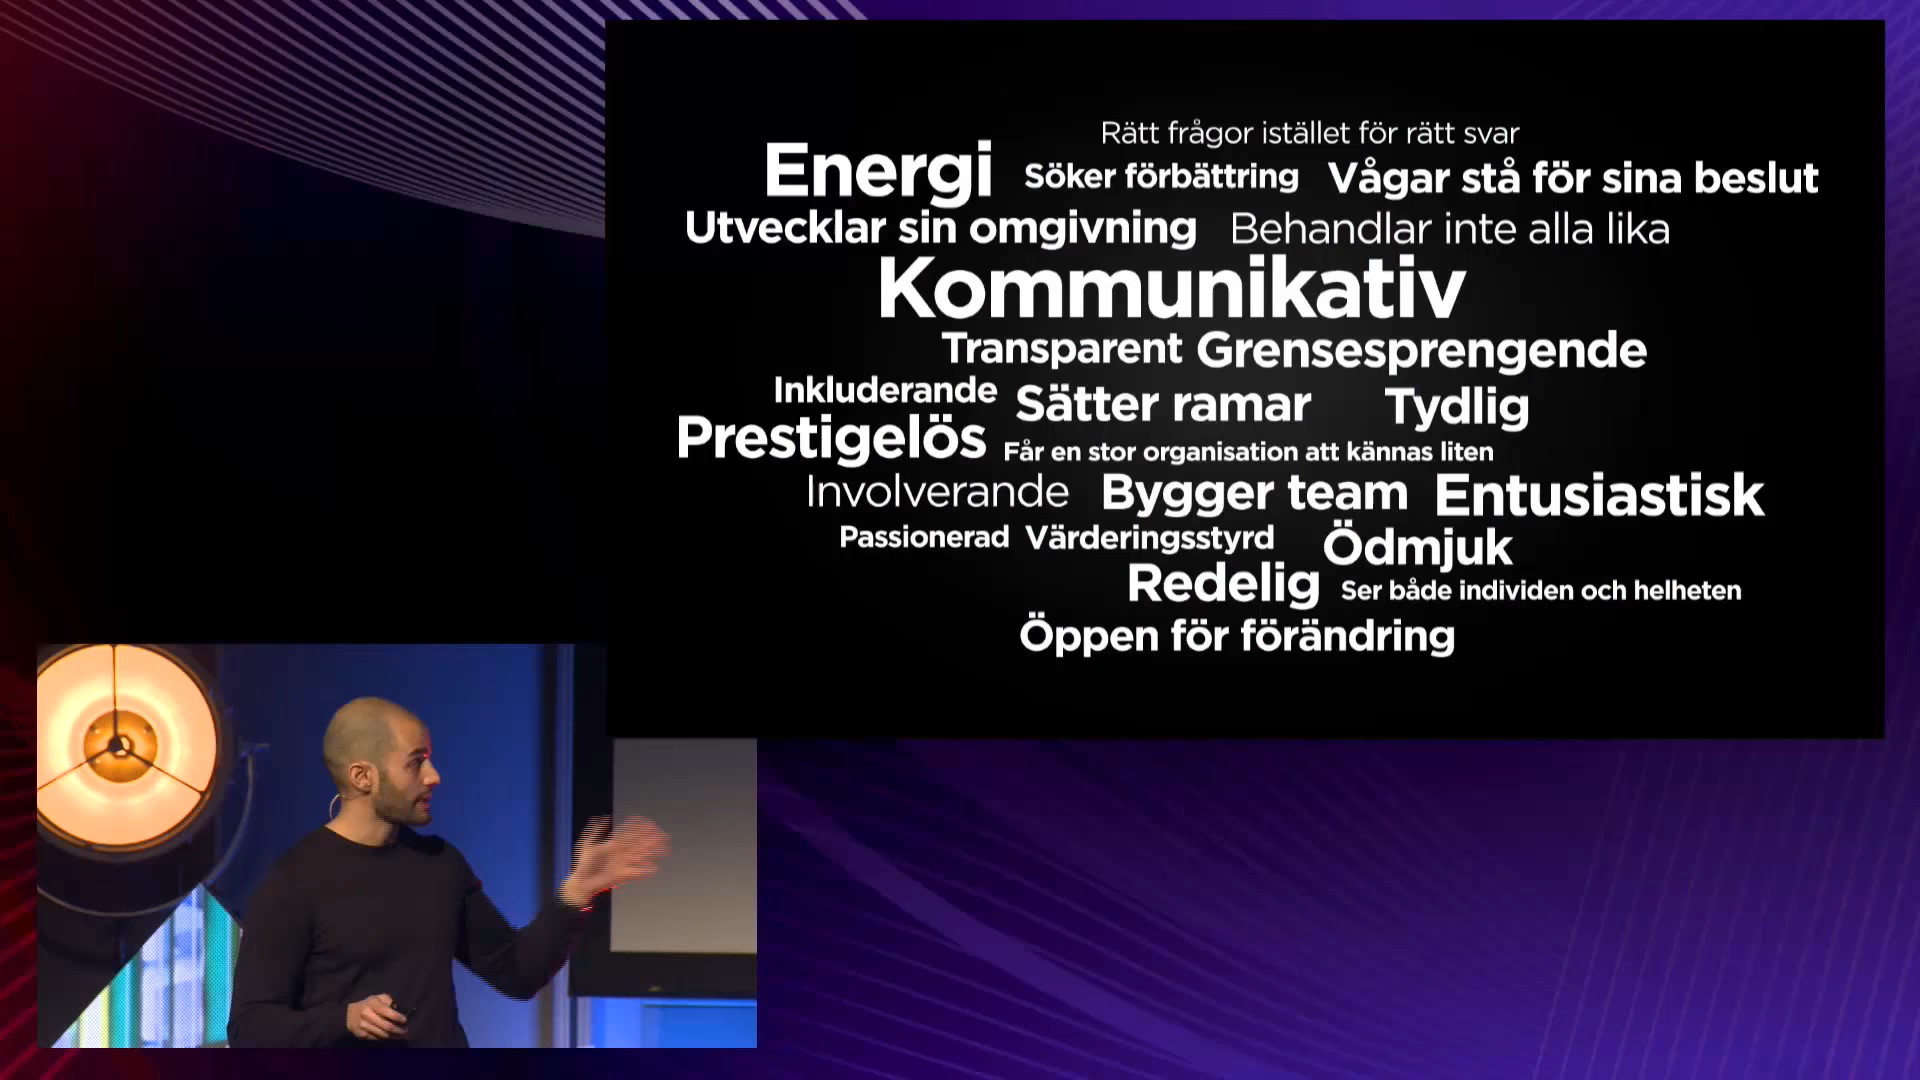 Rätt frågor istället för rätt svar
Energi Söker förbättring Vågar stå för sina beslut
Utvecklar sin omgivning Behandlar inte alla lika
Kommunikativ
Transparent Grensesprengende
Inkluderande Sätter ramar Tydlig
Prestigelös Får en stor organisation att kännas liten
Involverande Bygger team Entusiastisk
Passionerad Värderingsstyrd Ödmjuk
Redelig Ser både individen och helheten
Öppen för förändring